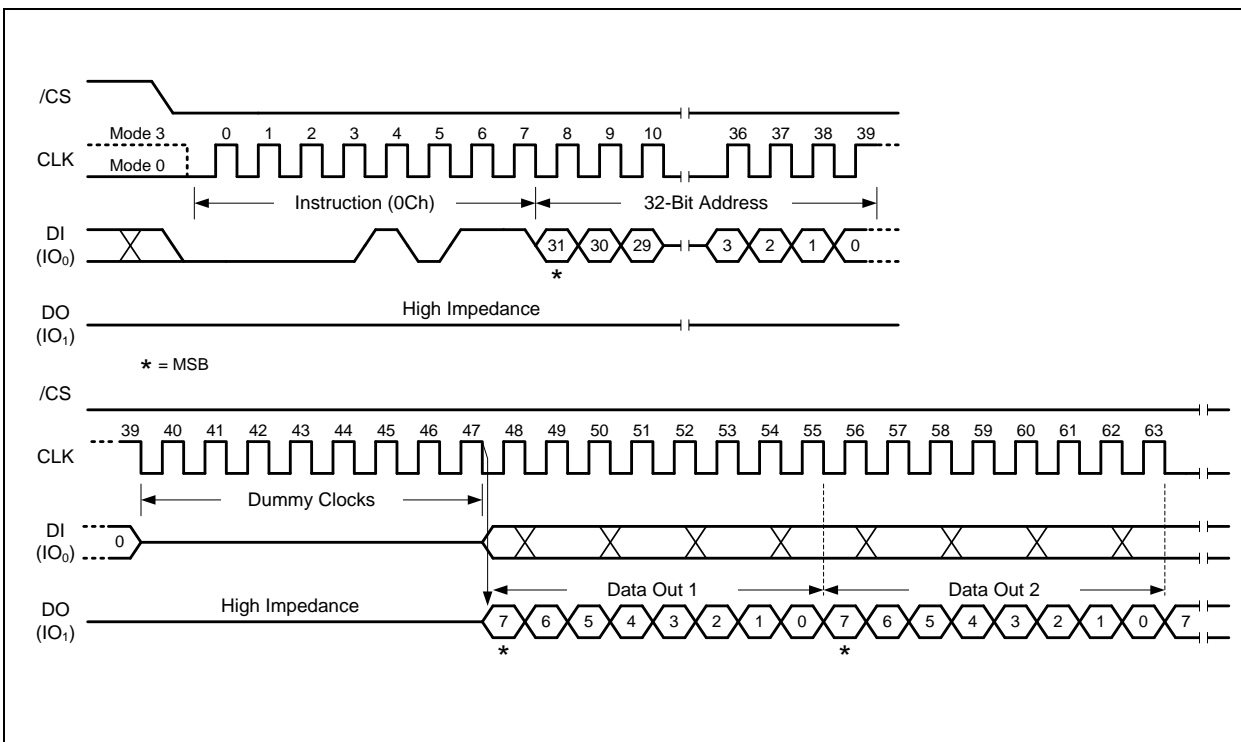 /CS
Mode 3 0 1 2 3 4 5 6 7 8 9 10 36 37 38 39
CLK
Mode 0
Instruction (0Ch) 32-Bit Address
DI
(IO₀)
31 30 29 3 2 1 0
*
DO
(IO₁)
High Impedance
* = MSB
/CS
39 40 41 42 43 44 45 46 47 48 49 50 51 52 53 54 55 56 57 58 59 60 61 62 63
CLK
Dummy Clocks
DI
(IO₀)
0
Data Out 1 Data Out 2
DO
(IO₁)
High Impedance
7 6 5 4 3 2 1 0 7 6 5 4 3 2 1 0 7
* *